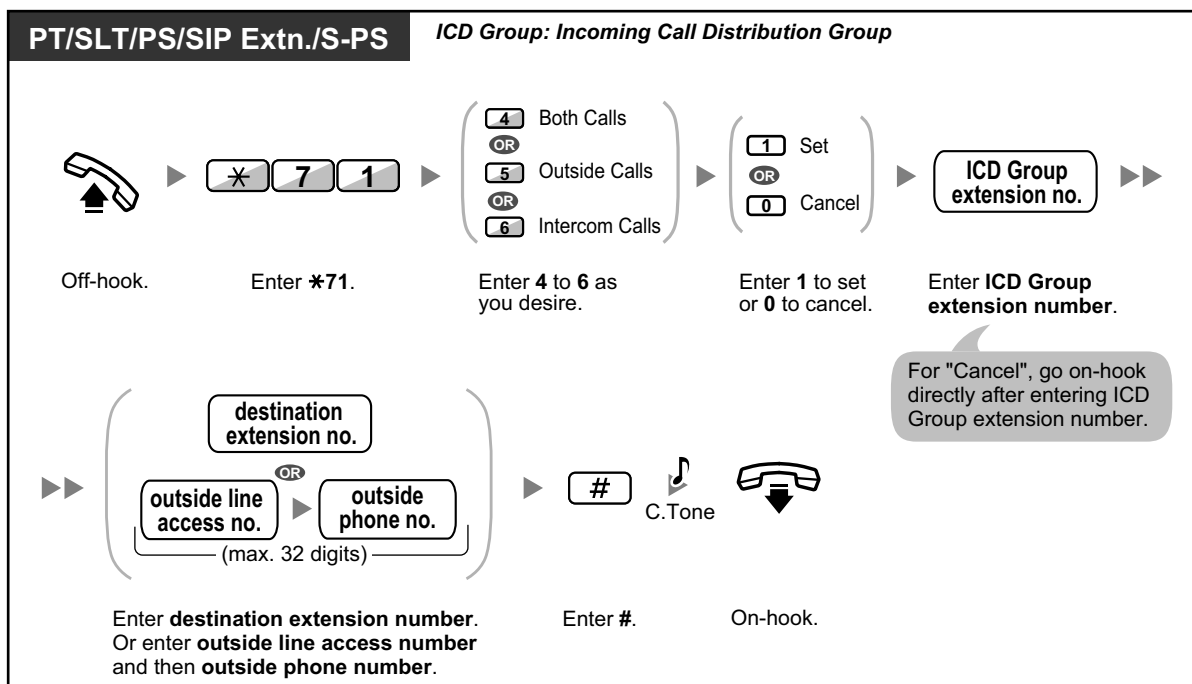 PT/SLT/PS/SIP Extn./S-PS
ICD Group: Incoming Call Distribution Group
4 Both Calls
OR
5 Outside Calls
OR
6 Intercom Calls
1 Set
OR
0 Cancel
✳ 7 1
ICD Group
extension no.
Off-hook.
Enter ✳71.
Enter 4 to 6 as
you desire.
Enter 1 to set
or 0 to cancel.
Enter ICD Group
extension number.
For "Cancel", go on-hook
directly after entering ICD
Group extension number.
destination
extension no.
OR
outside line
access no.
outside
phone no.
(max. 32 digits)
#
C.Tone
Enter destination extension number.
Or enter outside line access number
and then outside phone number.
Enter #.
On-hook.